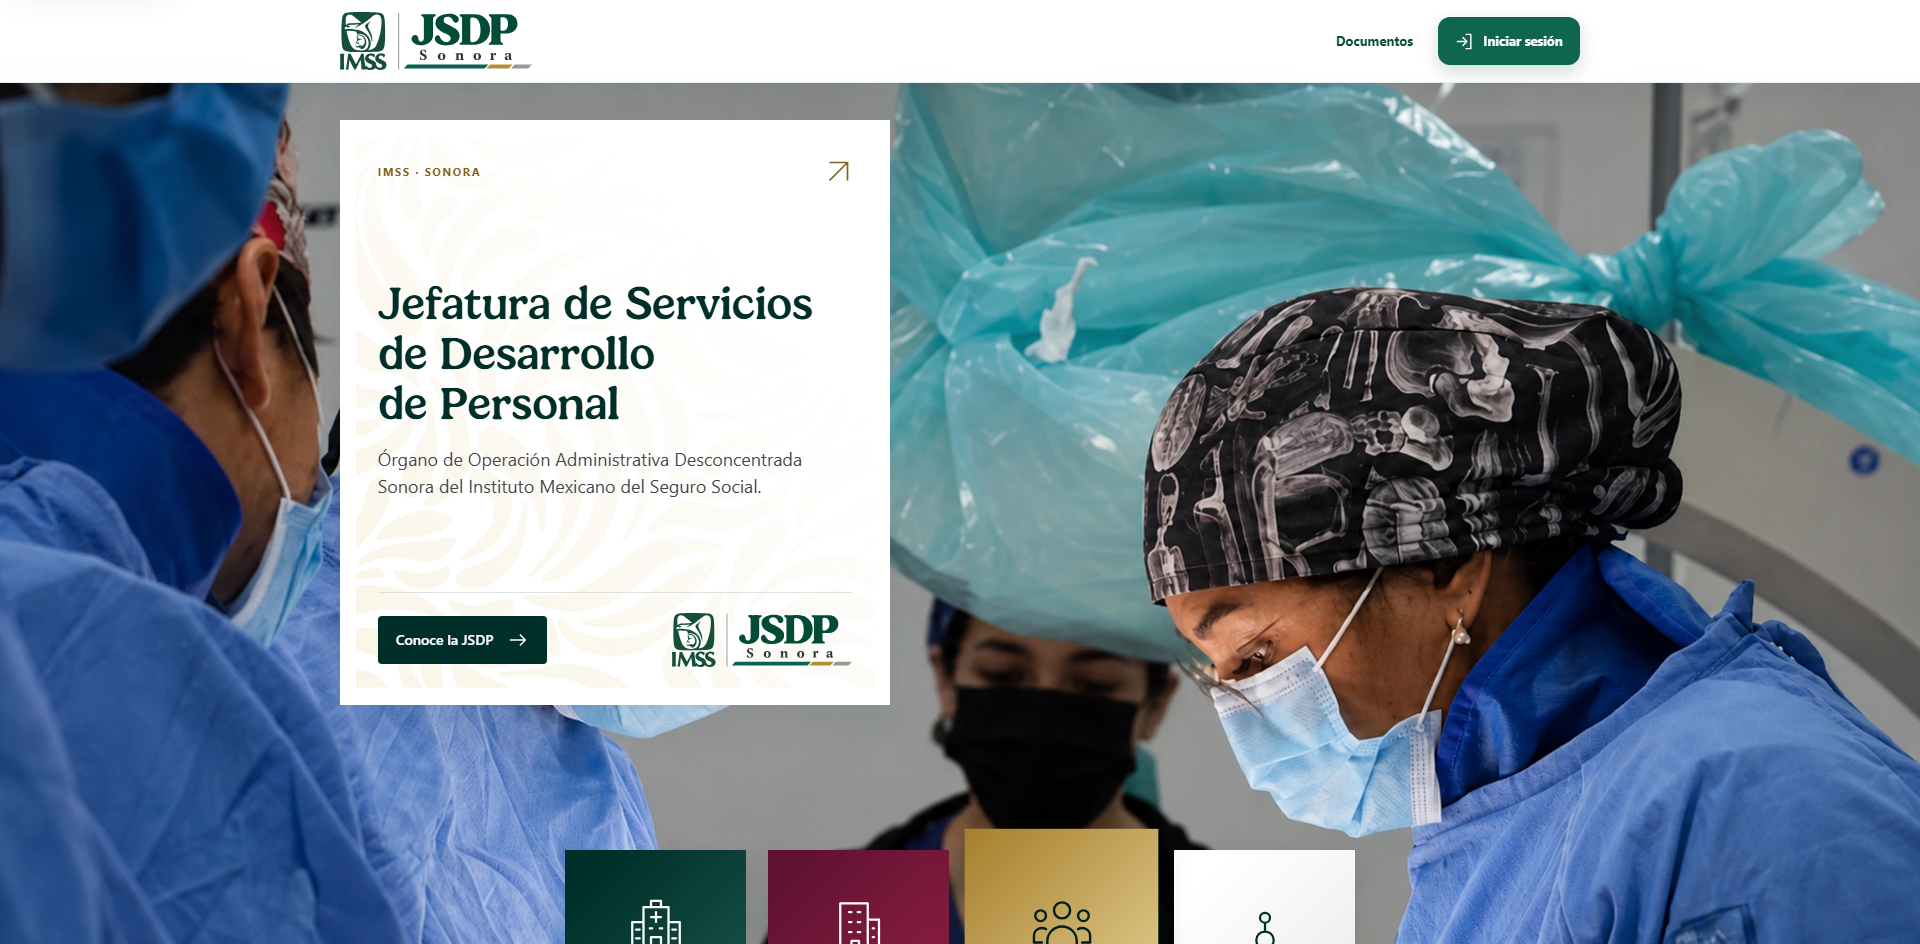 IMSS
JSDP
Sonora
Documentos
Iniciar sesión
IMSS · SONORA
Jefatura de Servicios
de Desarrollo
de Personal
Órgano de Operación Administrativa Desconcentrada
Sonora del Instituto Mexicano del Seguro Social.
Conoce la JSDP
IMSS
JSDP
Sonora